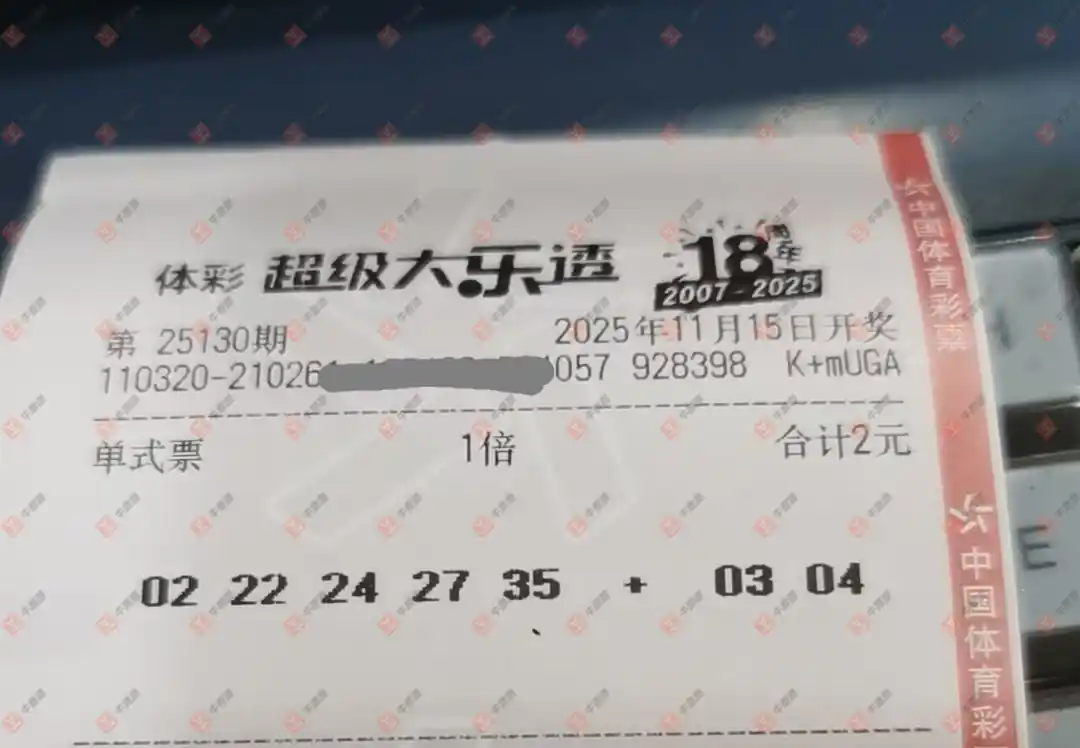 体彩 超级大乐透 18周年
2007-2025
第 25130期 2025年11月15日开奖
110320-210261 057 928398 K+mUGA
单式票 1倍 合计2元
02 22 24 27 35 + 03 04
中国体育彩票
中国体育彩
E